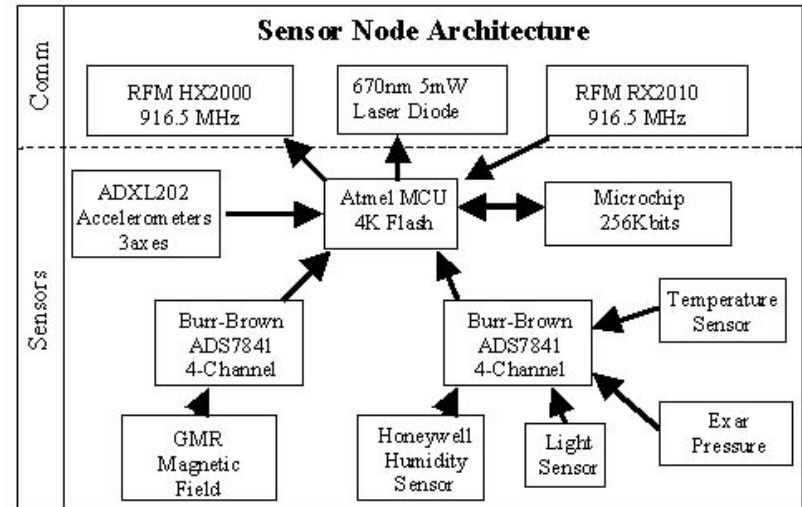 Sensor Node Architecture
Comm
RFM HX2000
916.5 MHz
670nm 5mW
Laser Diode
RFM RX2010
916.5 MHz
Sensors
ADXL202
Accelerometers
3axes
Atmel MCU
4K Flash
Microchip
256Kbits
Burr-Brown
ADS7841
4-Channel
Burr-Brown
ADS7841
4-Channel
Temperature
Sensor
GMR
Magnetic
Field
Honeywell
Humidity
Sensor
Light
Sensor
Exar
Pressure